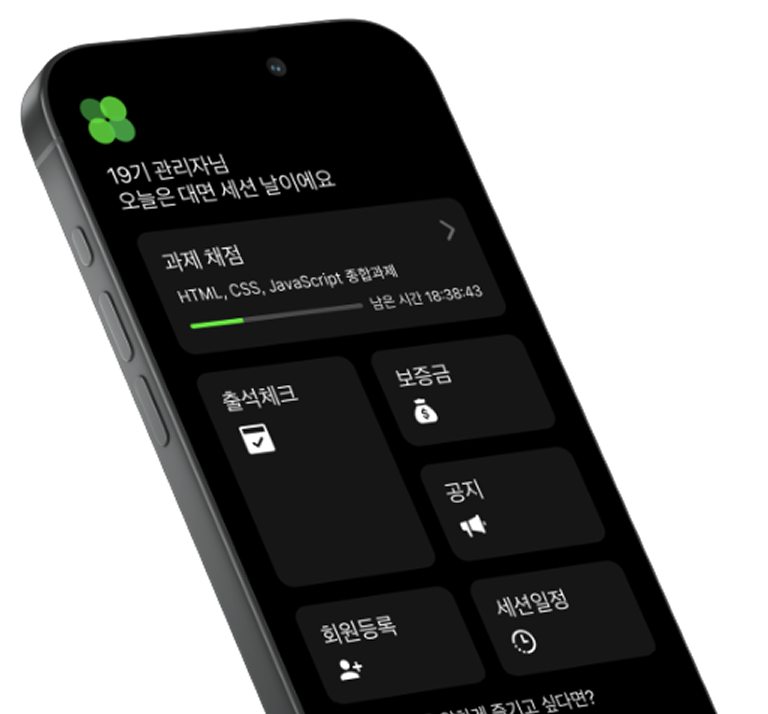 19기 관리자님
오늘은 대면 세션 날이에요
과제 채점
HTML, CSS, JavaScript 종합과제
남은 시간 18:38:43
출석체크
보증금
공지
회원등록
세션일정
즐기고 싶다면?